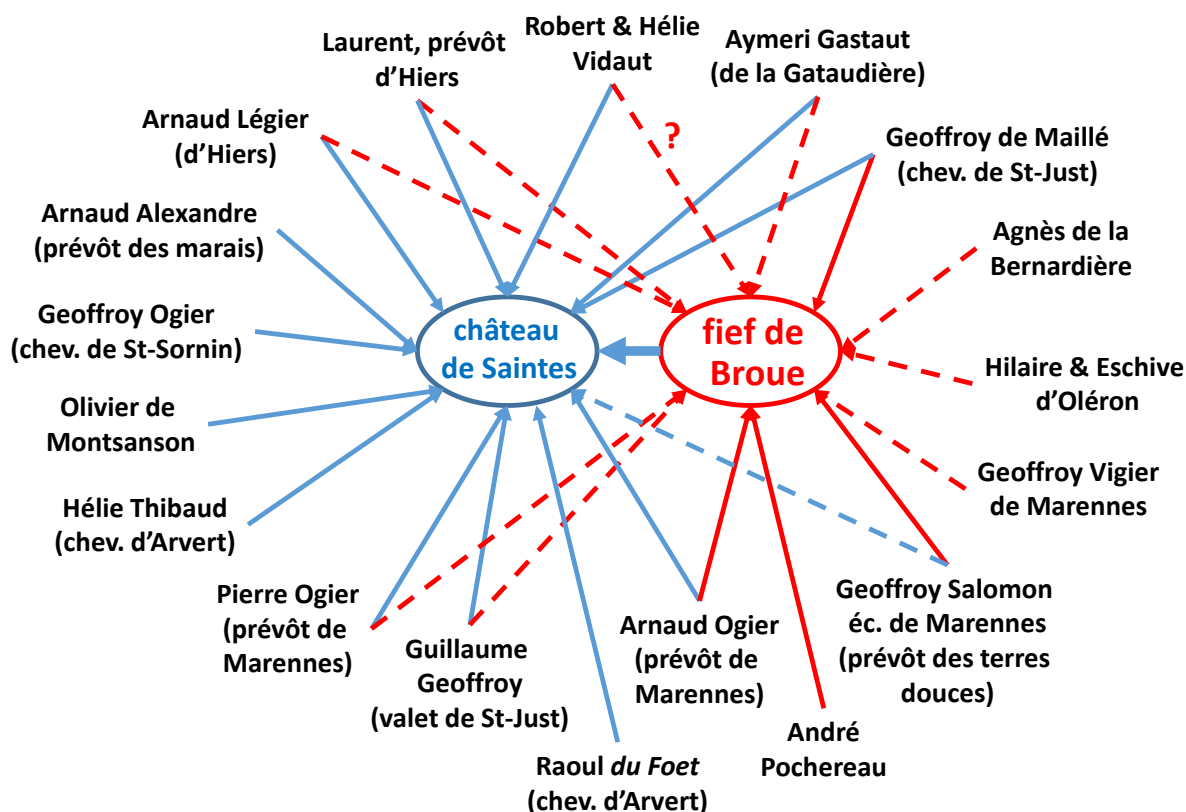 Laurent, prévôt
d’Hiers
Robert & Hélie
Vidaut
Aymeri Gastaut
(de la Gataudière)
Arnaud Légier
(d’Hiers)
?
Geoffroy de Maillé
(chev. de St-Just)
Arnaud Alexandre
(prévôt des marais)
Agnès de la
Bernardière
Geoffroy Ogier
(chev. de St-Sornin)
château
de Saintes
fief de
Broue
Hilaire & Eschive
d’Oléron
Olivier de
Montsanson
Geoffroy Vigier
de Marennes
Hélie Thibaud
(chev. d’Arvert)
Pierre Ogier
(prévôt de
Marennes)
Guillaume
Geoffroy
(valet de St-Just)
Arnaud Ogier
(prévôt de
Marennes)
Geoffroy Salomon
éc. de Marennes
(prévôt des terres
douces)
Raoul du Foet
(chev. d’Arvert)
André
Pochereau